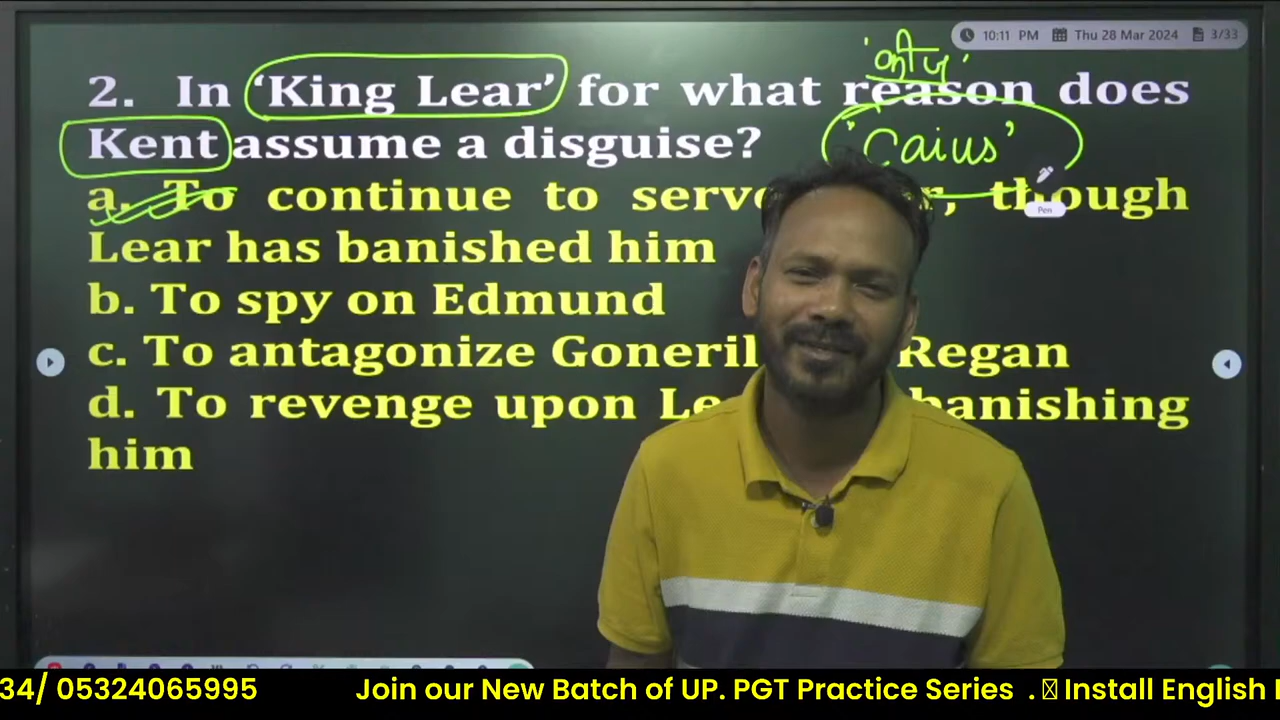 10:11 PM Thu 28 Mar 2024 3/33
2. In ‘King Lear’ for what reason does
Kent assume a disguise?
‘Caius’
a. To continue to serve r, though
Pen
Lear has banished him
b. To spy on Edmund
c. To antagonize Goneril Regan
d. To revenge upon Le banishing
him
34/ 05324065995 Join our New Batch of UP. PGT Practice Series . Install English